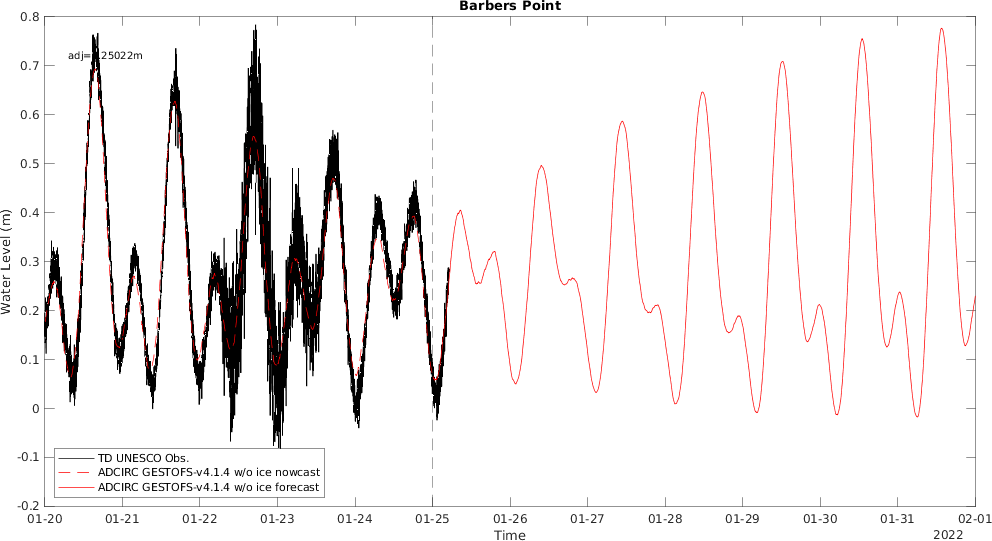 Barbers Point
0.8
0.7
0.6
0.5
0.4
0.3
0.2
0.1
0
-0.1
-0.2
Water Level (m)
TD UNESCO Obs.
ADCIRC GESTOFS-v4.1.4 w/o ice nowcast
ADCIRC GESTOFS-v4.1.4 w/o ice forecast
01-20 01-21 01-22 01-23 01-24 01-25 01-26 01-27 01-28 01-29 01-30 01-31 02-01
Time
2022